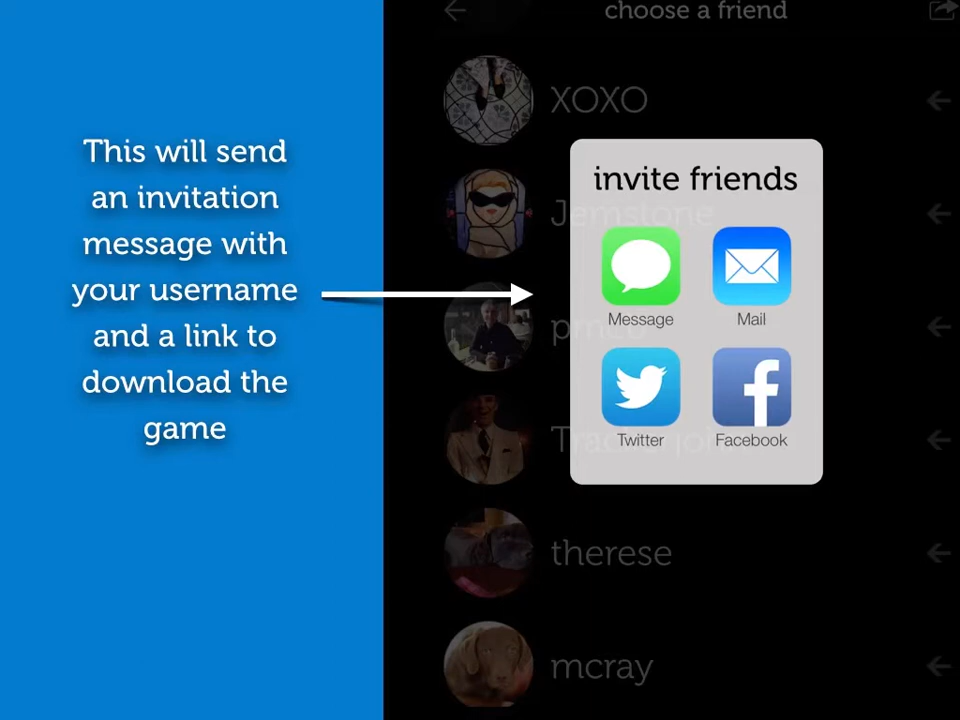 This will send
an invitation
message with
your username
and a link to
download the
game
choose a friend
XOXO
invite friends
Jemstone
Message
Mail
Twitter
Facebook
therese
mcray